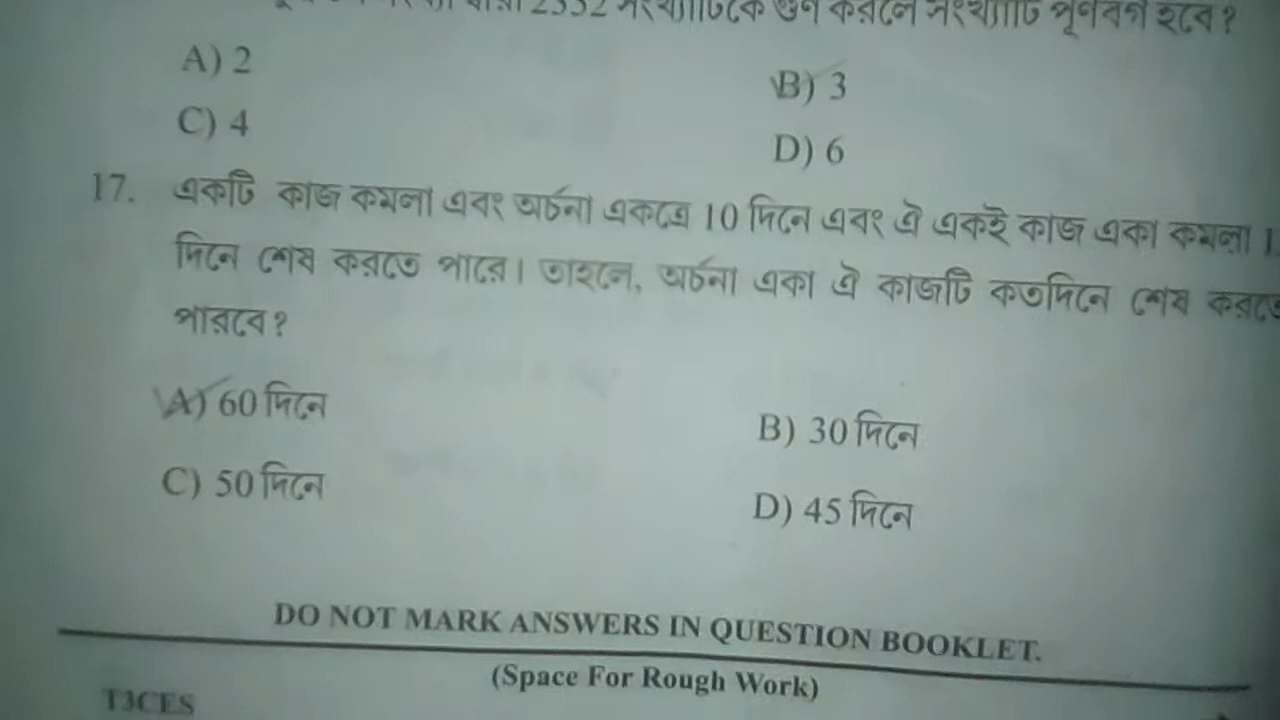 2352 সংখ্যাটিকে গুন করলে সংখ্যাটি পূর্ণবর্গ হবে?
A) 2
B) 3
C) 4
D) 6
17. একটি কাজ কমলা এবং অর্চনা একত্রে 10 দিনে এবং ঐ একই কাজ একা কমলা
দিনে শেষ করতে পারে। তাহলে, অর্চনা একা ঐ কাজটি কতদিনে শেষ করতে
পারবে?
A) 60 দিনে
B) 30 দিনে
C) 50 দিনে
D) 45 দিনে
DO NOT MARK ANSWERS IN QUESTION BOOKLET.
(Space For Rough Work)
T3CES